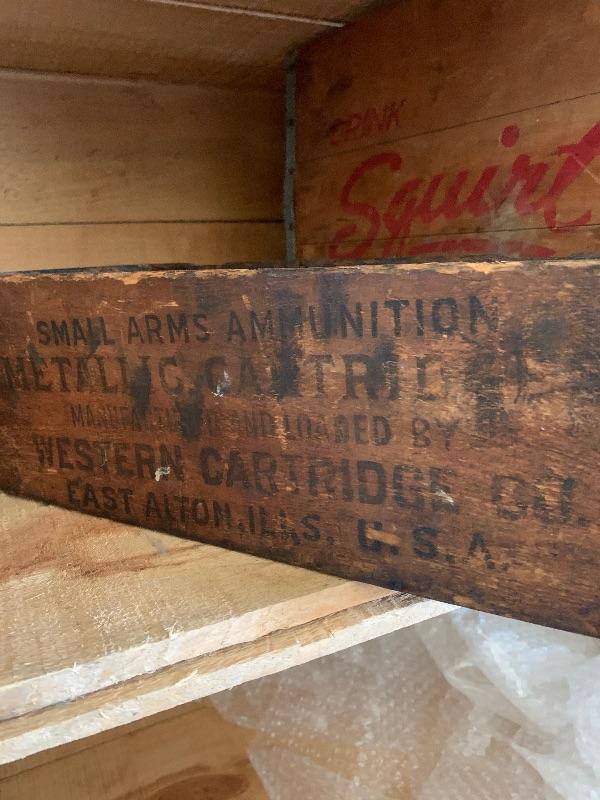 DRINK
Squirt
SMALL ARMS AMMUNITION
METALLIC CARTRIDGES
MANUFACTURED AND LOADED BY
WESTERN CARTRIDGE CO.
EAST ALTON, ILLS. U.S.A.